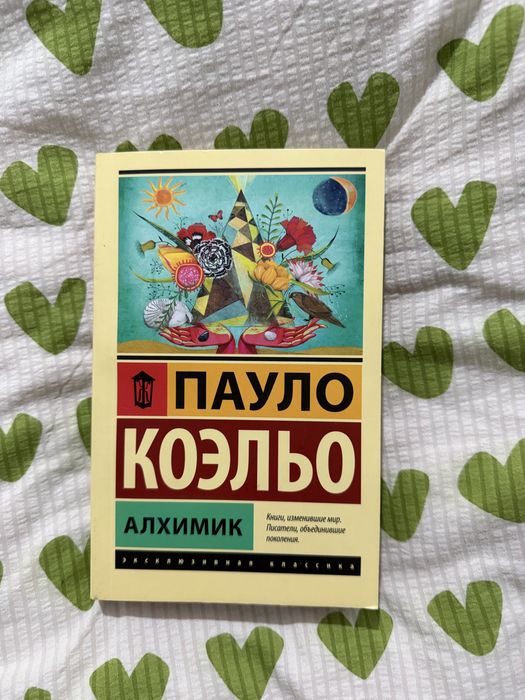 ПАУЛО
КОЭЛЬО
АЛХИМИК
Книги, изменившие мир.
Писатели, объединившие
поколения.
эксклюзивная классика